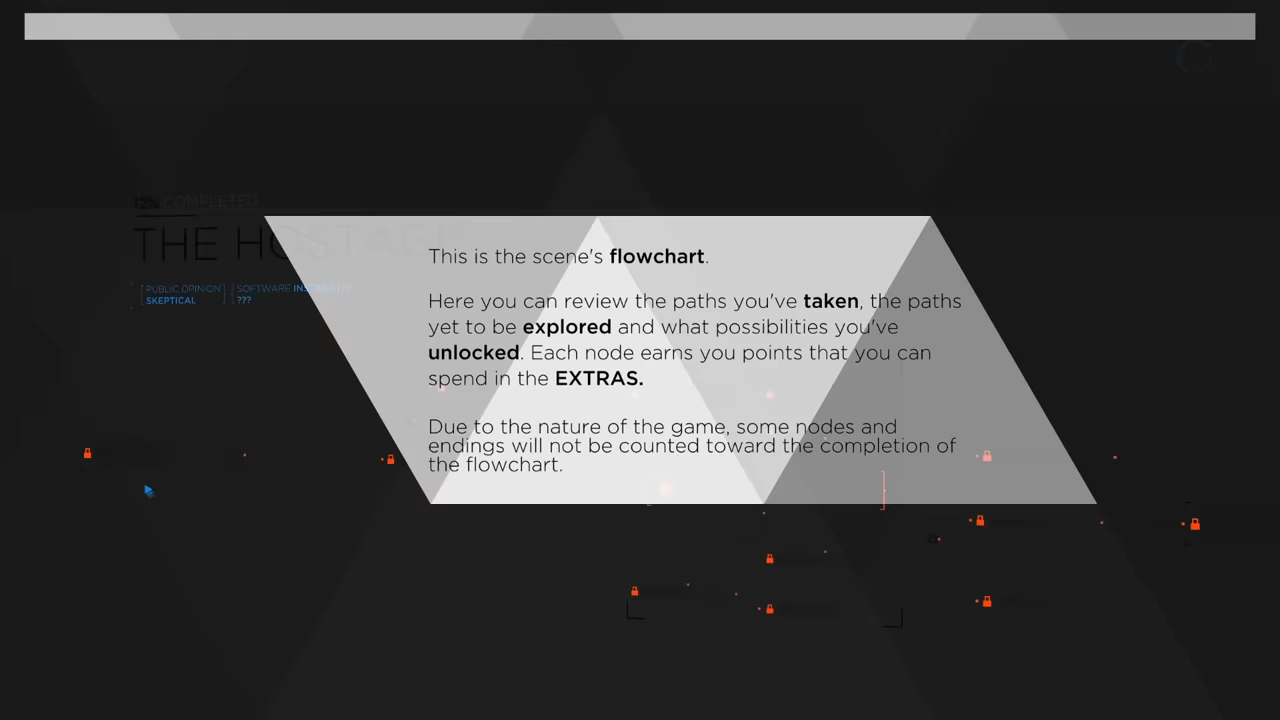 COMPLETED
THE HOSTAGE
PUBLIC OPINION
SKEPTICAL
SOFTWARE INSTABILITY
???
This is the scene's flowchart.
Here you can review the paths you've taken, the paths
yet to be explored and what possibilities you've
unlocked. Each node earns you points that you can
spend in the EXTRAS.
Due to the nature of the game, some nodes and
endings will not be counted toward the completion of
the flowchart.